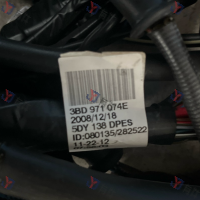 3BD 971 074E
2008/12/18
5DY 138 DPES
ID:080135/282522
11-22-12